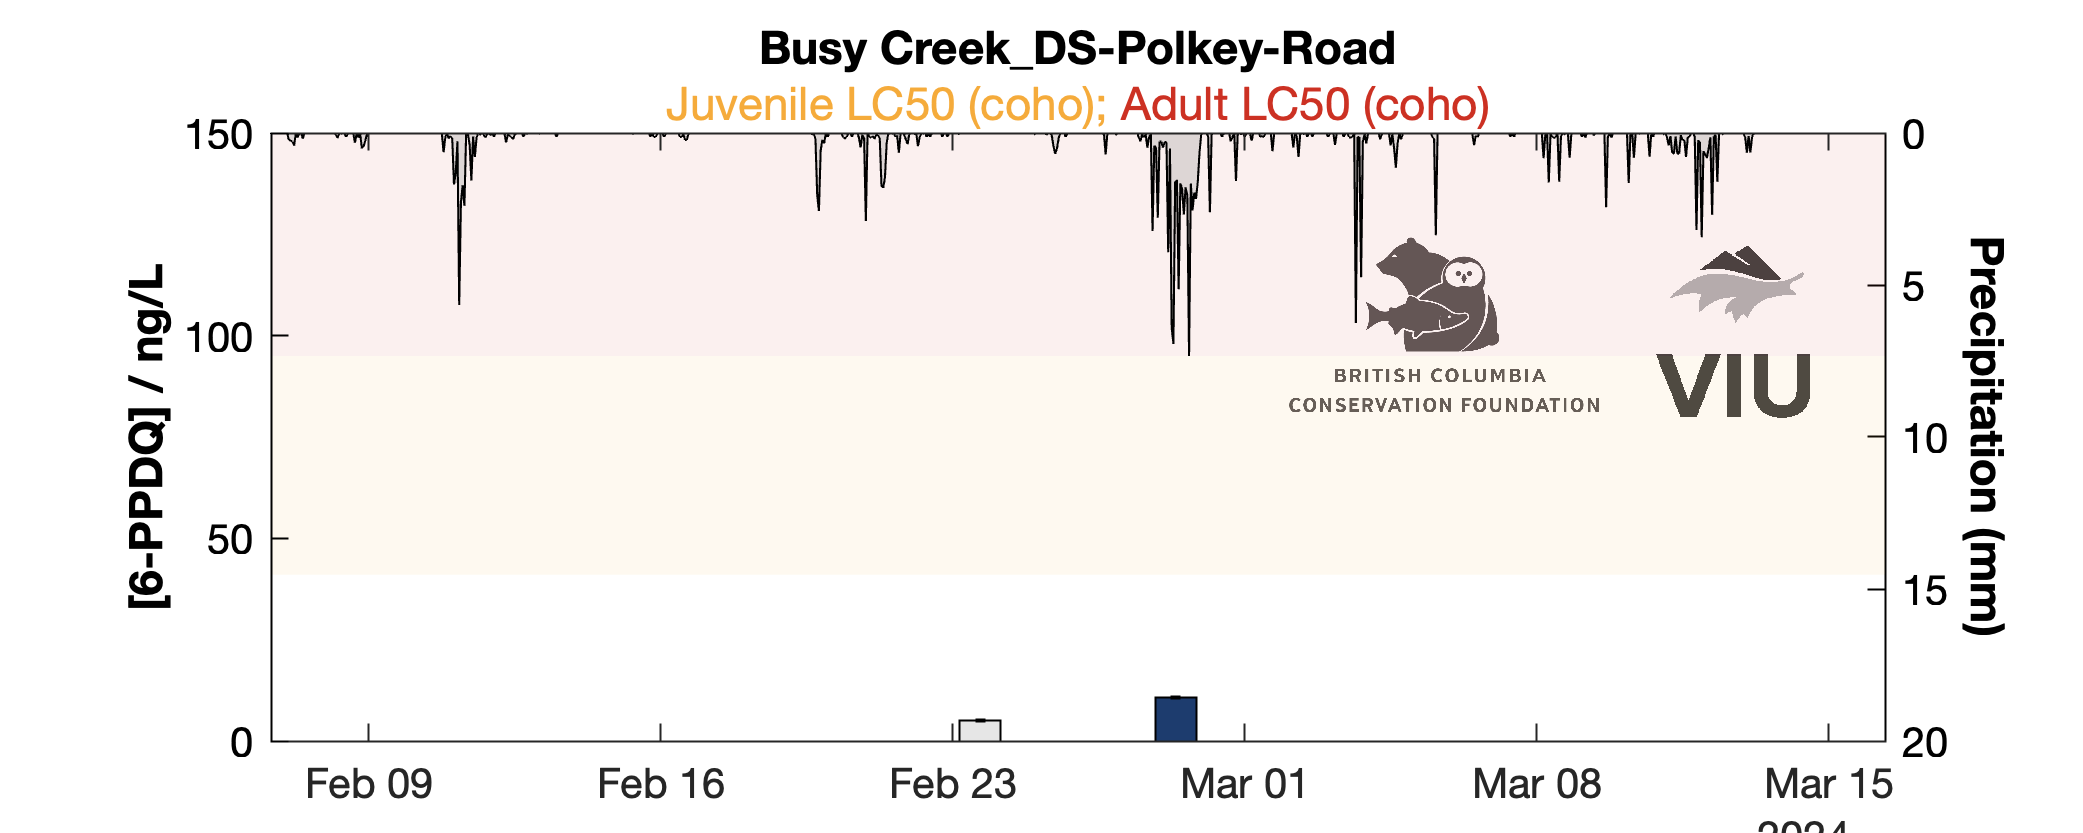 Busy Creek_DS-Polkey-Road
Juvenile LC50 (coho); Adult LC50 (coho)
150
100
50
0
[6-PPDQ] / ng/L
0
5
10
15
20
Precipitation (mm)
BRITISH COLUMBIA
CONSERVATION FOUNDATION
VIU
Feb 09
Feb 16
Feb 23
Mar 01
Mar 08
Mar 15
2024